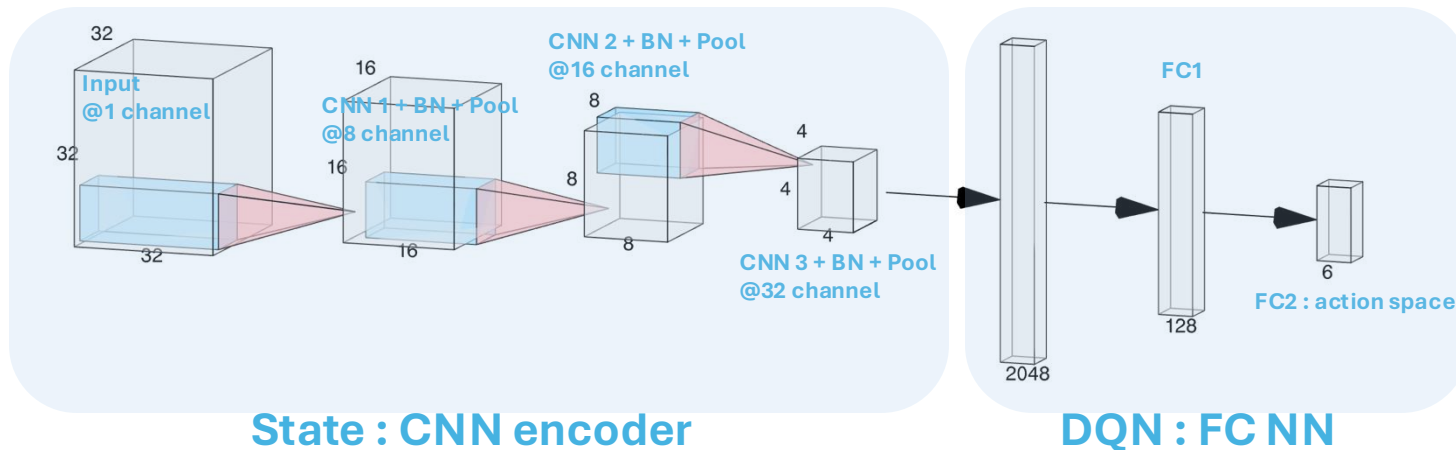 32
Input
@1 channel
32
32
16
CNN 1 + BN + Pool
@8 channel
16
16
CNN 2 + BN + Pool
@16 channel
8
8
8
4
4
4
CNN 3 + BN + Pool
@32 channel
2048
FC1
128
6
FC2 : action space
State : CNN encoder
DQN : FC NN